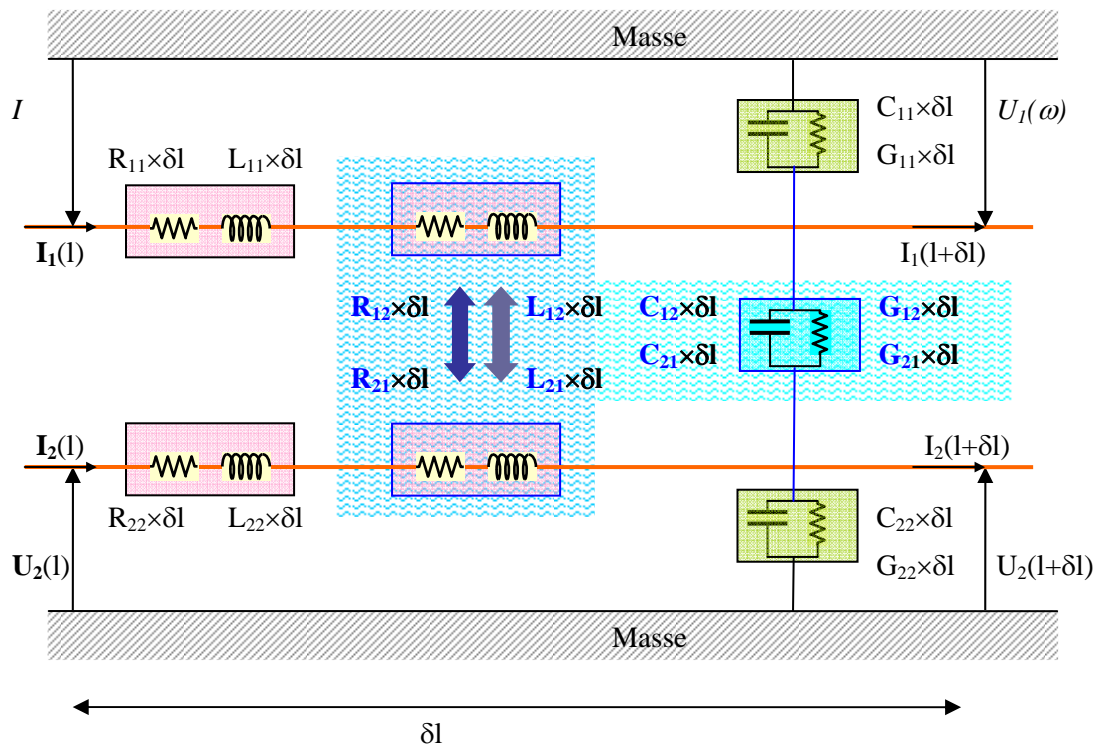 Masse
I
C₁₁×δl
U₁(ω)
R₁₁×δl L₁₁×δl
G₁₁×δl
I₁(l)
I₁(l+δl)
R₁₂×δl L₁₂×δl C₁₂×δl G₁₂×δl
C₂₁×δl G₂₁×δl
R₂₁×δl L₂₁×δl
I₂(l)
I₂(l+δl)
R₂₂×δl L₂₂×δl
C₂₂×δl
U₂(l)
G₂₂×δl
U₂(l+δl)
Masse
δl